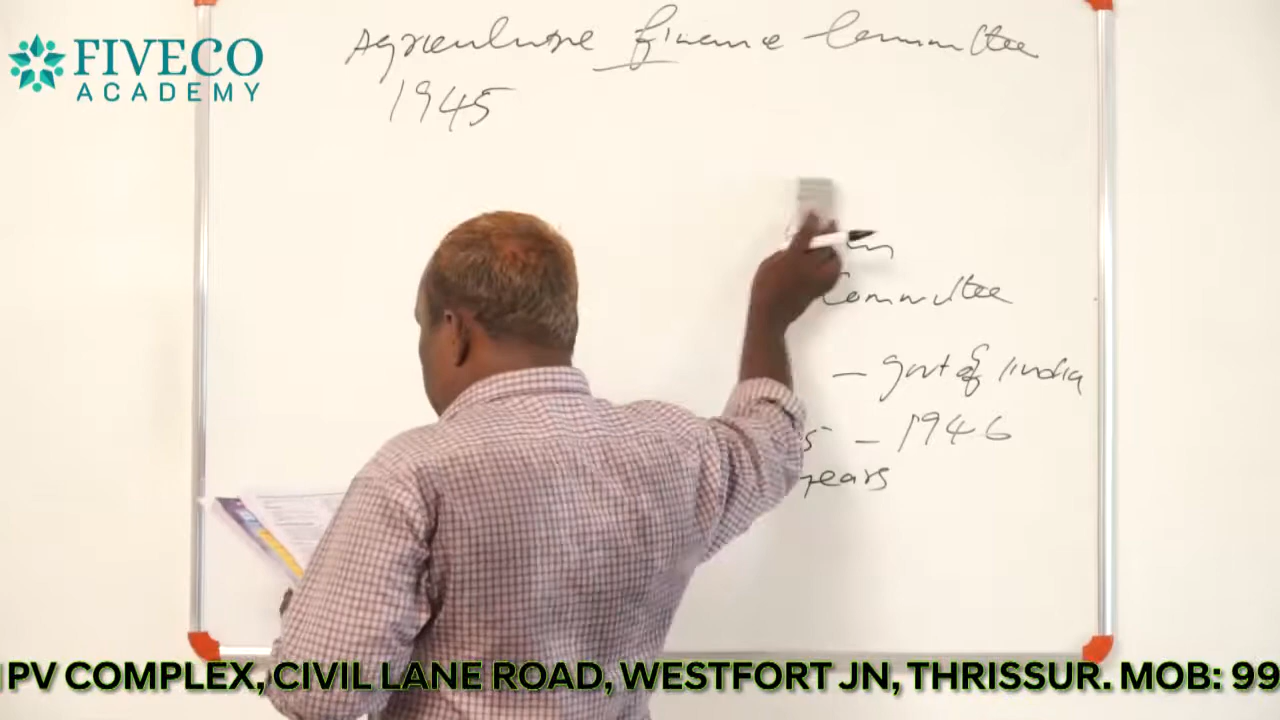 FIVECO
ACADEMY
Agriculture finance Committee
1945
Committee
— govt of India
5 — 1946
years
PV COMPLEX, CIVIL LANE ROAD, WESTFORT JN, THRISSUR. MOB: 99